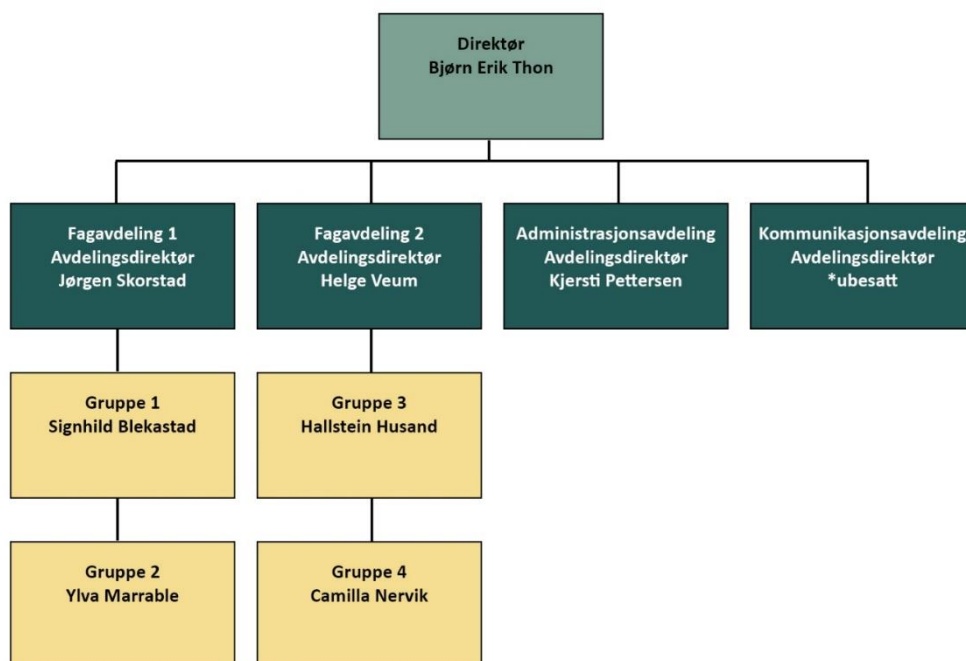 Direktør
Bjørn Erik Thon
Fagavdeling 1
Avdelingsdirektør
Jørgen Skorstad
Fagavdeling 2
Avdelingsdirektør
Helge Veum
Administrasjonsavdeling
Avdelingsdirektør
Kjersti Pettersen
Kommunikasjonsavdeling
Avdelingsdirektør
*ubesatt
Gruppe 1
Signhild Blekastad
Gruppe 3
Hallstein Husand
Gruppe 2
Ylva Marrable
Gruppe 4
Camilla Nervik